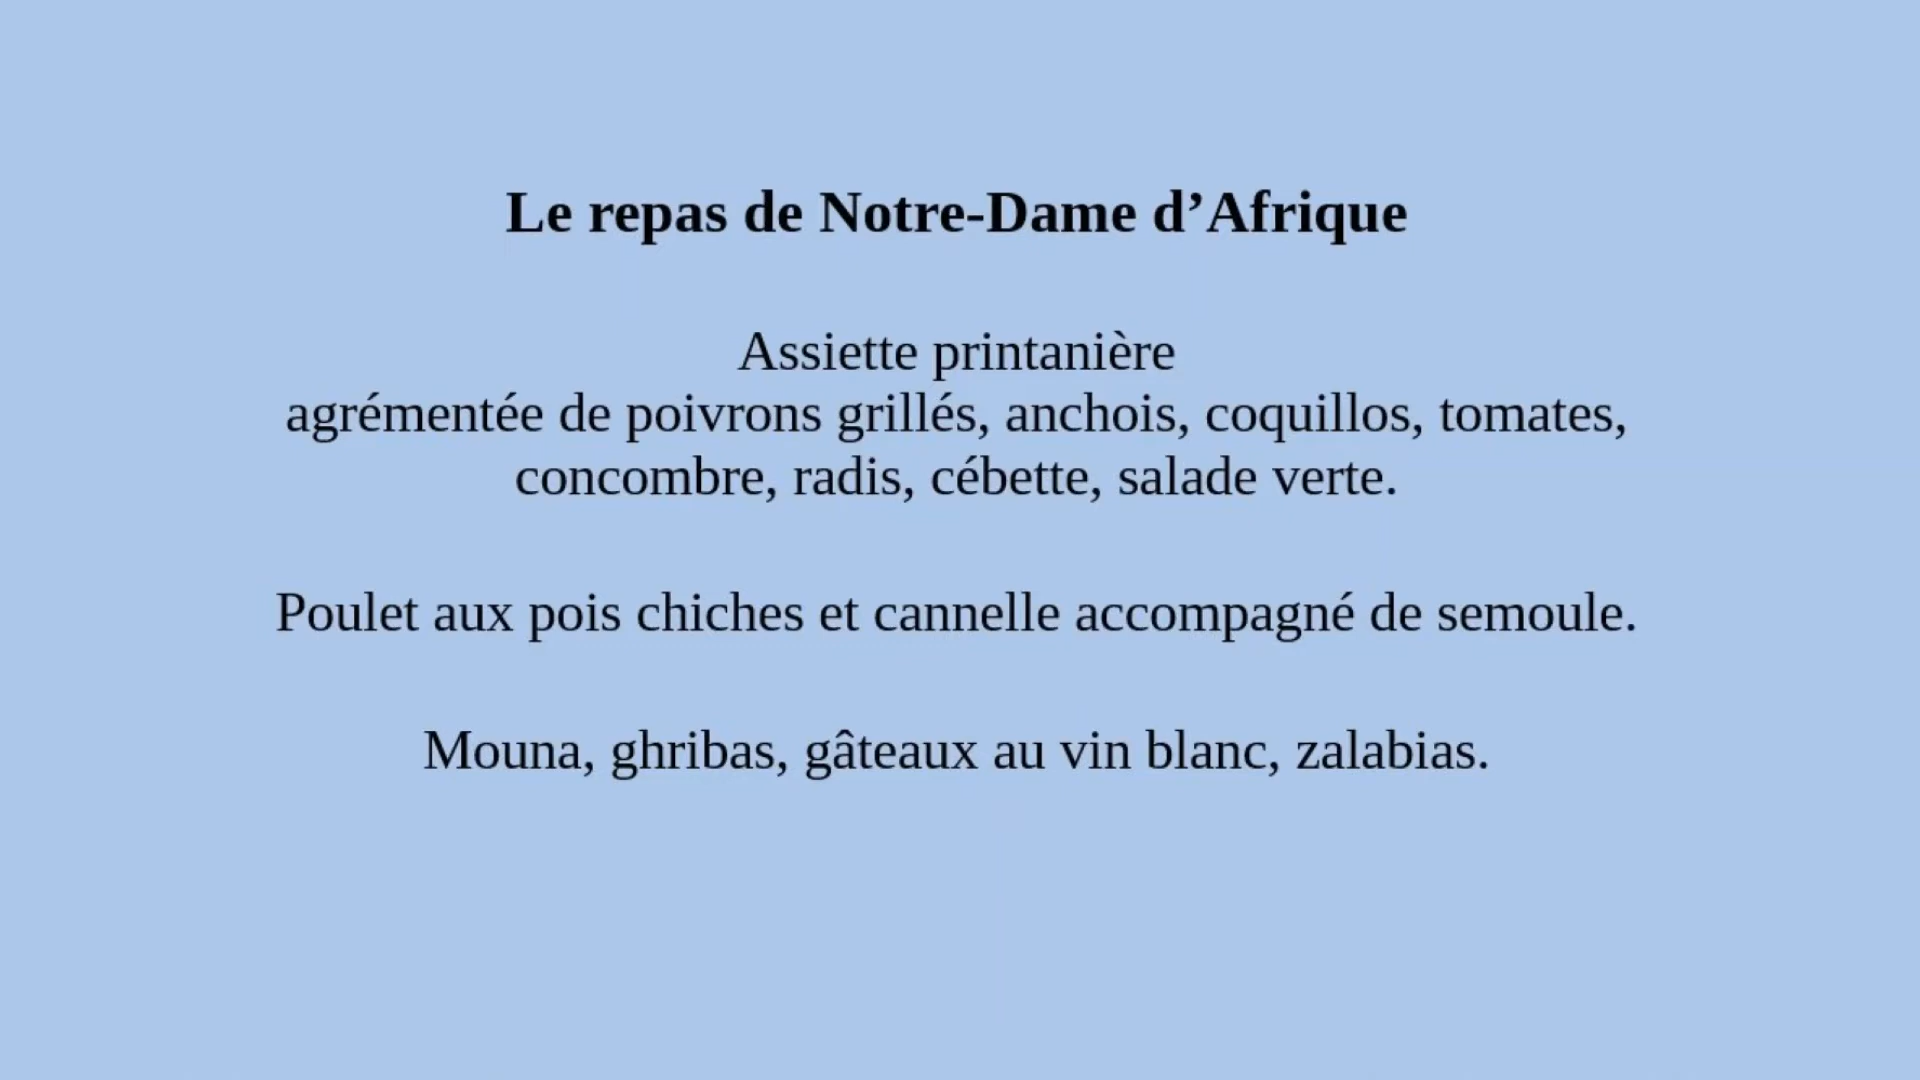 Le repas de Notre-Dame d’Afrique
Assiette printanière
agrémentée de poivrons grillés, anchois, coquillos, tomates,
concombre, radis, cébette, salade verte.
Poulet aux pois chiches et cannelle accompagné de semoule.
Mouna, ghribas, gâteaux au vin blanc, zalabias.